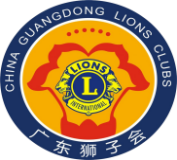 CHINA GUANGDONG LIONS CLUBS
LIONS
L
INTERNATIONAL
广东狮子会